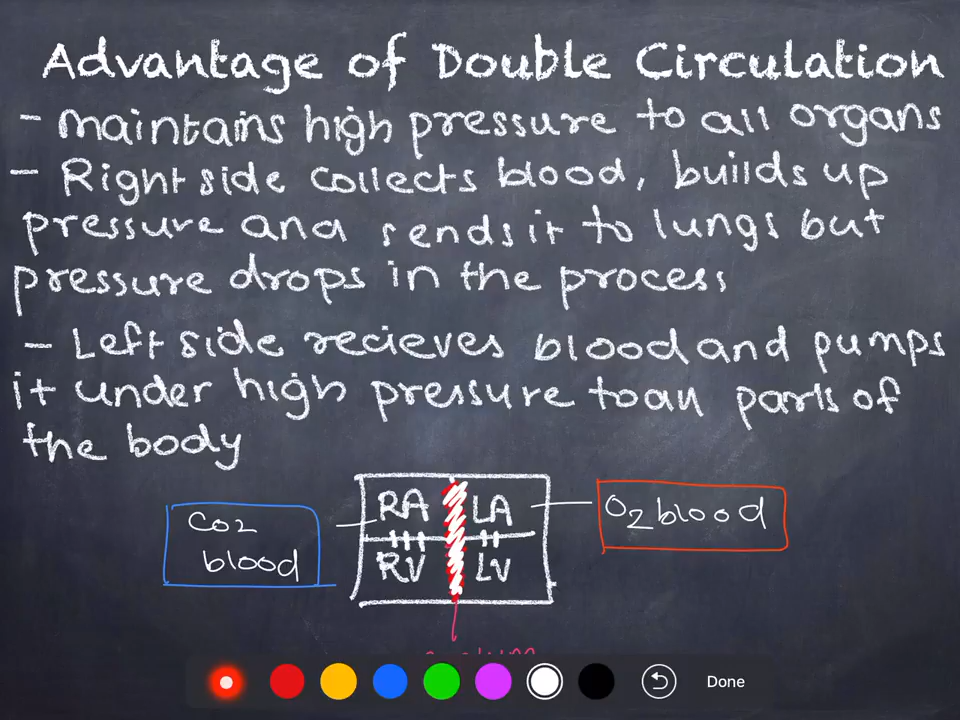 Advantage of Double Circulation
- maintains high pressure to all organs
- Right side collects blood, builds up
pressure and sends it to lungs but
pressure drops in the process
- Left side recieves blood and pumps
it under high pressure to all parts of
the body
CO2
blood
RA
LA
RV
LV
O2 blood
Done